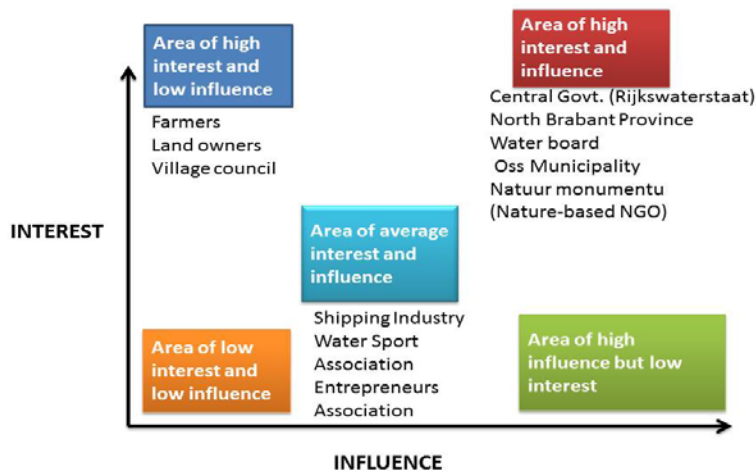 Area of high
interest and
low influence
Farmers
Land owners
Village council
Area of high
interest and
influence
Central Govt. (Rijkswaterstaat)
North Brabant Province
Water board
Oss Municipality
Natuur monumentu
(Nature-based NGO)
INTEREST
Area of average
interest and
influence
Shipping Industry
Water Sport
Association
Entrepreneurs
Association
Area of low
interest and
low influence
Area of high
influence but low
interest
INFLUENCE